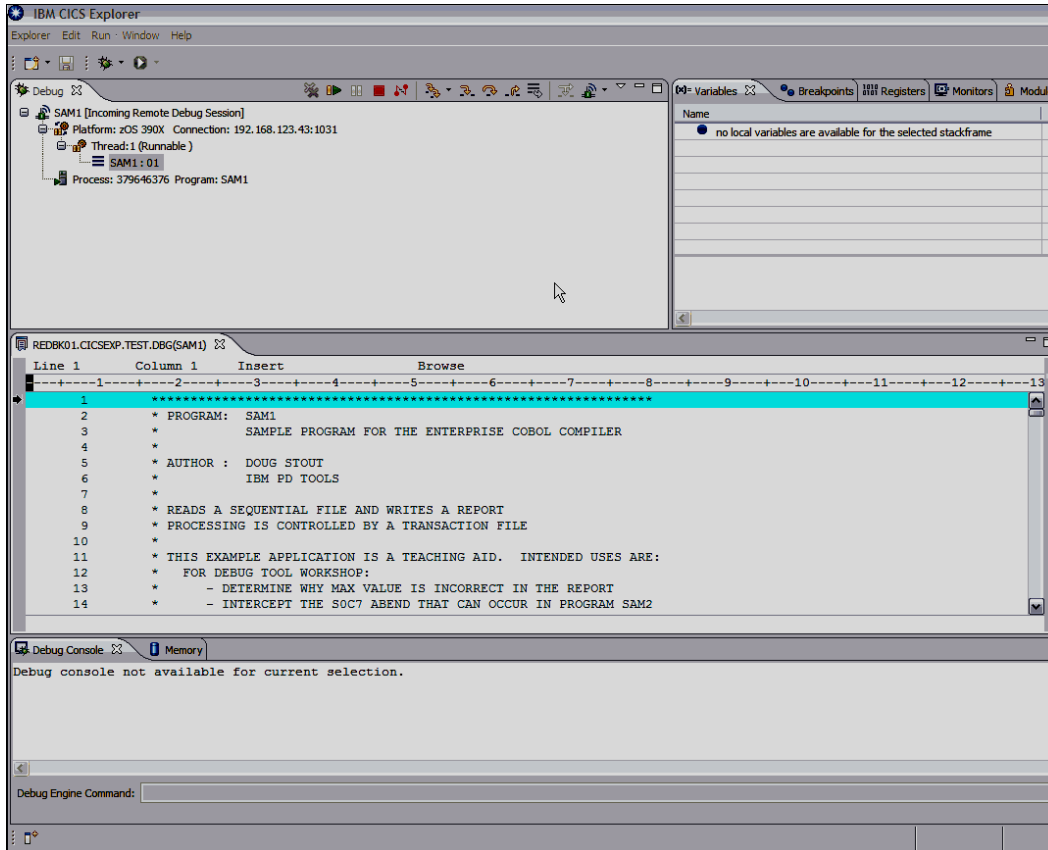 IBM CICS Explorer
Explorer Edit Run Window Help
Debug
SAM1 [Incoming Remote Debug Session]
Platform: zOS 390X Connection: 192.168.123.43:1031
Thread:1 (Runnable )
SAM1 : 01
Process: 379646376 Program: SAM1
(x)= Variables Breakpoints Registers Monitors Modul
Name
no local variables are available for the selected stackframe
REDBK01.CICSEXP.TEST.DBG(SAM1)
Line 1 Column 1 Insert Browse
---+----1----+----2----+----3----+----4----+----5----+----6----+----7----+----8----+----9----+---10----+---11----+---12----+---13
1 *****************************************************************
2 * PROGRAM: SAM1
3 * SAMPLE PROGRAM FOR THE ENTERPRISE COBOL COMPILER
4 *
5 * AUTHOR : DOUG STOUT
6 * IBM PD TOOLS
7 *
8 * READS A SEQUENTIAL FILE AND WRITES A REPORT
9 * PROCESSING IS CONTROLLED BY A TRANSACTION FILE
10 *
11 * THIS EXAMPLE APPLICATION IS A TEACHING AID. INTENDED USES ARE:
12 * FOR DEBUG TOOL WORKSHOP:
13 * - DETERMINE WHY MAX VALUE IS INCORRECT IN THE REPORT
14 * - INTERCEPT THE S0C7 ABEND THAT CAN OCCUR IN PROGRAM SAM2
Debug Console Memory
Debug console not available for current selection.
Debug Engine Command: